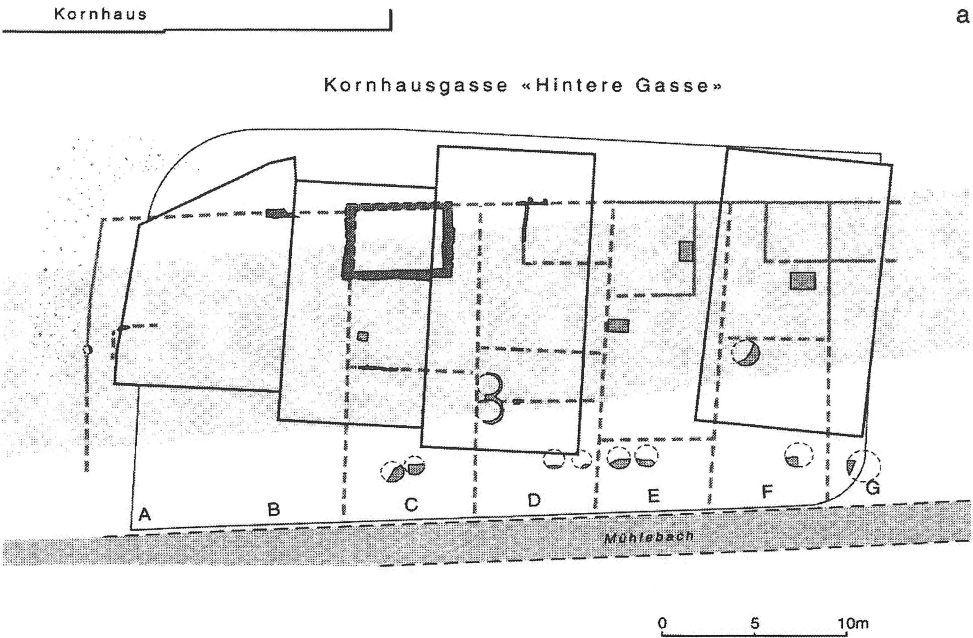 Kornhaus
a
Kornhausgasse «Hintere Gasse»
A
B
C
D
E
F
G
Mühlebach
0 5 10m